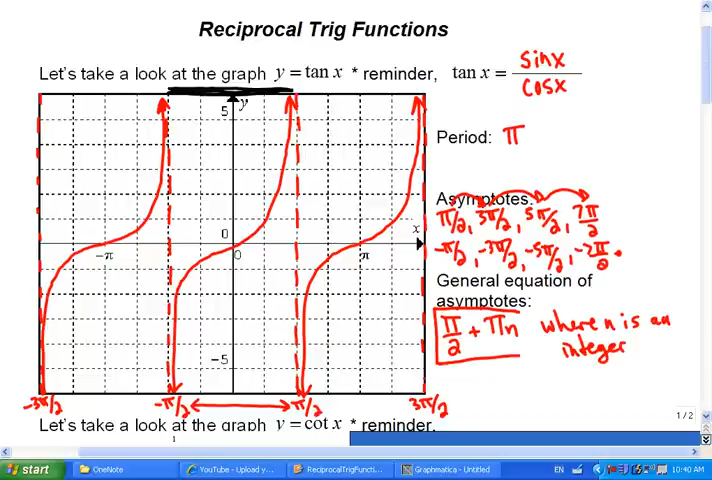 Reciprocal Trig Functions
Let's take a look at the graph y = tan x * reminder, tan x = sinx / cosx
y
5
Period: π
Asymptotes:
π/2, 3π/2, 5π/2, 7π/2
-π/2, -3π/2, -5π/2, -7π/2
0
x
-π
0
π
General equation of
asymptotes:
π/2 + πn where n is an
integer
-5
-3π/2 -π/2 π/2 3π/2
1 / 2
Let's take a look at the graph y = cot x * reminder,
1
start OneNote YouTube - Upload y... ReciprocalTrigFuncti... Graphmatica - Untitled EN 10:40 AM